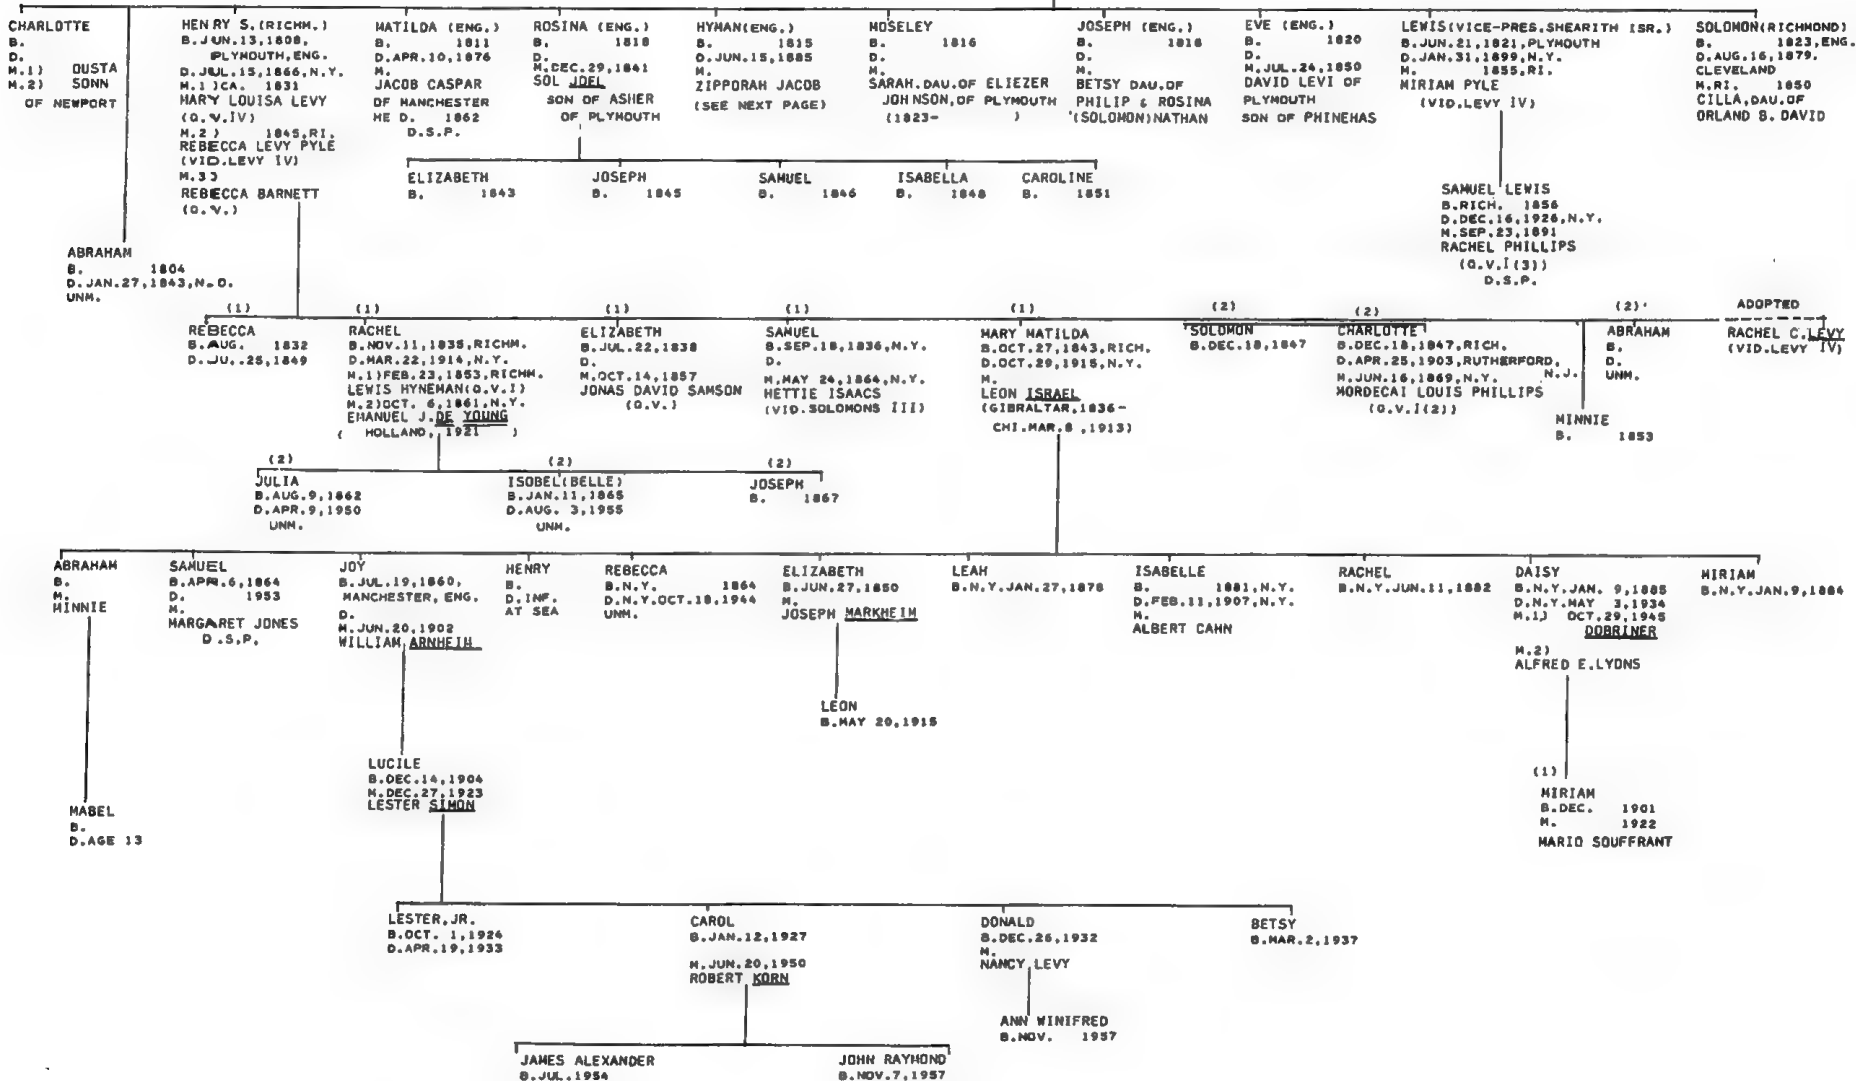 CHARLOTTE
B.
D.
M.1) OUSTA
M.2) SONN
OF NEWPORT
HENRY S.(RICHM.)
B.JUN.13,1808,
PLYMOUTH,ENG.
D.JUL.15,1866,N.Y.
M.1)CA. 1831
MARY LOUISA LEVY
(Q.V.IV)
M.2) 1845,RI.
REBECCA LEVY PYLE
(VID.LEVY IV)
M.3)
REBECCA BARNETT
(Q.V.)
MATILDA (ENG.)
B. 1811
D.APR.10,1876
M.
JACOB CASPAR
OF MANCHESTER
HE D. 1862
D.S.P.
ROSINA (ENG.)
B. 1818
D.
M.DEC.29,1841
SOL JOEL
SON OF ASHER
OF PLYMOUTH
HYMAN(ENG.)
B. 1815
D.JUN.15,1885
M.
ZIPPORAH JACOB
(SEE NEXT PAGE)
MOSELEY
B. 1816
D.
M.
SARAH.DAU.OF ELIEZER
JOHNSON,OF PLYMOUTH
(1823- )
JOSEPH (ENG.)
B. 1818
D.
M.
BETSY DAU.OF
PHILIP & ROSINA
(SOLOMON)NATHAN
EVE (ENG.)
B. 1820
D.
M.JUL.24,1850
DAVID LEVI OF
PLYMOUTH
SON OF PHINEHAS
LEWIS(VICE-PRES.SHEARITH ISR.)
B.JUN.21,1821,PLYMOUTH
D.JAN.31,1899,N.Y.
M. 1855,RI.
MIRIAM PYLE
(VID.LEVY IV)
SOLOMON(RICHMOND)
B. 1823,ENG.
D.AUG.16,1879.
CLEVELAND
M.RI. 1850
CILLA,DAU.OF
ORLAND B.DAVID
ELIZABETH
B. 1843
JOSEPH
B. 1845
SAMUEL
B. 1846
ISABELLA
B. 1848
CAROLINE
B. 1851
SAMUEL LEWIS
B.RICH. 1856
D.DEC.16,1926,N.Y.
M.SEP.23,1891
RACHEL PHILLIPS
(Q.V.I(3))
D.S.P.
ABRAHAM
B. 1804
D.JAN.27,1843,N.O.
UNM.
(1)
REBECCA
B.AUG. 1832
D.JUL.25,1849
(1)
RACHEL
B.NOV.11,1835,RICHM.
D.MAR.22,1914,N.Y.
M.1)FEB.23,1853,RICHM.
LEWIS HYNEMAN(Q.V.I)
M.2)OCT. 6,1861,N.Y.
EMANUEL J.DE YOUNG
( HOLLAND, 1921 )
(1)
ELIZABETH
B.JUL.22,1838
D.
M.OCT.14,1857
JONAS DAVID SAMSON
(Q.V.)
(1)
SAMUEL
B.SEP.18,1836,N.Y.
D.
M.MAY 24,1864,N.Y.
HETTIE ISAACS
(VID.SOLOMONS III)
(1)
MARY MATILDA
B.OCT.27,1843,RICH.
D.OCT.29,1915,N.Y.
M.
LEON ISRAEL
(GIBRALTAR,1836-
CHI.MAR.8 ,1913)
(2)
SOLOMON
B.DEC.18,1847
(2)
CHARLOTTE
B.DEC.18,1847,RICH.
D.APR.25,1903,RUTHERFORD,
N.J.
M.JUN.16,1869,N.Y.
MORDECAI LOUIS PHILLIPS
(Q.V.I(2))
MINNIE
B. 1853
(2)
ABRAHAM
B.
D.
UNM.
ADOPTED
RACHEL C.LEVY
(VID.LEVY IV)
(2)
JULIA
B.AUG.9,1862
D.APR.9,1950
UNM.
(2)
ISOBEL(BELLE)
B.JAN.11,1865
D.AUG. 3,1955
UNM.
(2)
JOSEPH
B. 1867
ABRAHAM
B.
M.
MINNIE
SAMUEL
B.APR.6,1864
D. 1953
M.
MARGARET JONES
D.S.P.
JOY
B.JUL.19,1860,
MANCHESTER, ENG.
D.
M.JUN.20,1902
WILLIAM ARNHEIM
HENRY
B.
D.INF.
AT SEA
REBECCA
B.N.Y. 1864
D.N.Y.OCT.18,1944
UNM.
ELIZABETH
B.JUN.27,1850
M.
JOSEPH MARKHEIM
LEAH
B.N.Y.JAN.27,1878
ISABELLE
B. 1881,N.Y.
D.FEB.11,1907,N.Y.
M.
ALBERT CAHN
RACHEL
B.N.Y.JUN.11,1882
DAISY
B.N.Y.JAN. 9,1885
D.N.Y.MAY 3,1934
M.1) OCT.29,1945
DOBRINER
M.2)
ALFRED E.LYONS
MIRIAM
B.N.Y.JAN.9,1884
LEON
B.MAY 20,1915
LUCILE
B.DEC.14,1904
M.DEC.27,1923
LESTER SIMON
(1)
MIRIAM
B.DEC. 1901
M. 1922
MARIO SOUFFRANT
MABEL
B.
D.AGE 13
LESTER,JR.
B.OCT. 1,1924
D.APR.19,1933
CAROL
B.JAN.12,1927
M.JUN.20,1950
ROBERT KORN
DONALD
B.DEC.26,1932
M.
NANCY LEVY
BETSY
B.MAR.2,1937
ANN WINIFRED
B.NOV. 1957
JAMES ALEXANDER
B.JUL.1954
JOHN RAYMOND
B.NOV.7,1957